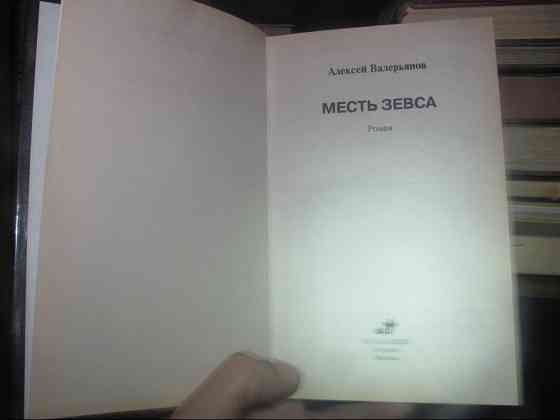 Алексей Валерьянов
МЕСТЬ ЗЕВСА
Роман